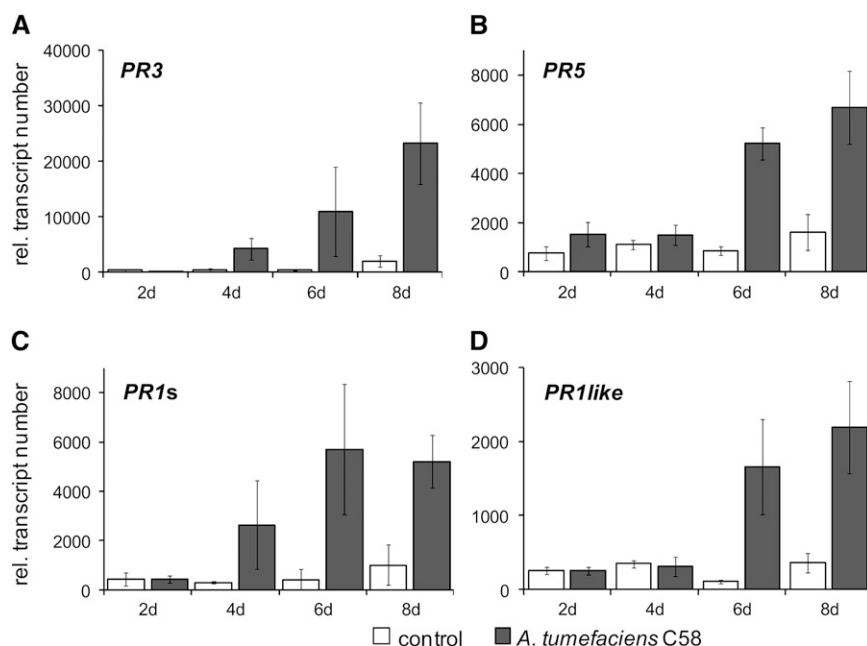 A
PR3
rel. transcript number
40000
30000
20000
10000
0
2d 4d 6d 8d
B
PR5
8000
6000
4000
2000
0
2d 4d 6d 8d
C
PR1s
rel. transcript number
8000
6000
4000
2000
0
2d 4d 6d 8d
D
PR1like
3000
2000
1000
0
2d 4d 6d 8d
control A. tumefaciens C58